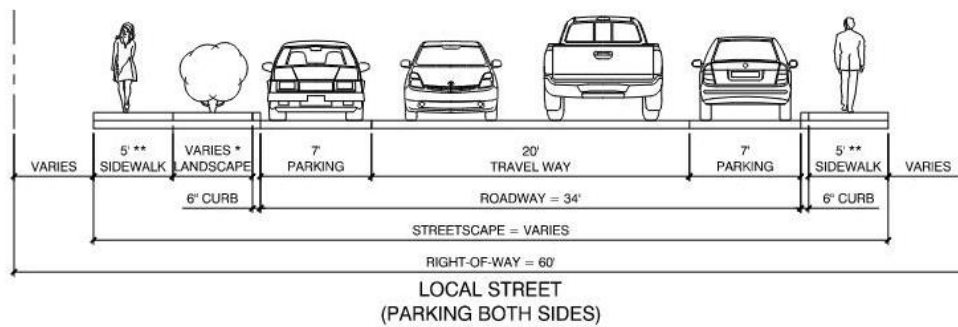 VARIES
5' **
SIDEWALK
VARIES *
LANDSCAPE
7'
PARKING
20'
TRAVEL WAY
7'
PARKING
5' **
SIDEWALK
VARIES
6" CURB
ROADWAY = 34'
6" CURB
STREETSCAPE = VARIES
RIGHT-OF-WAY = 60'
LOCAL STREET
(PARKING BOTH SIDES)